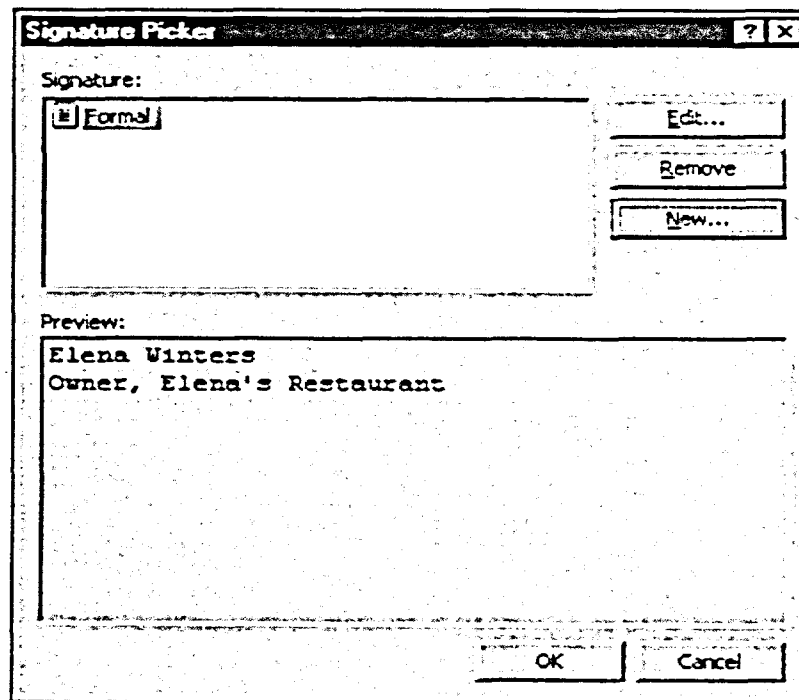 Signature Picker
? ×
Signature:
Formal
Edit...
Remove
New...
Preview:
Elena Winters
Owner, Elena's Restaurant
OK
Cancel